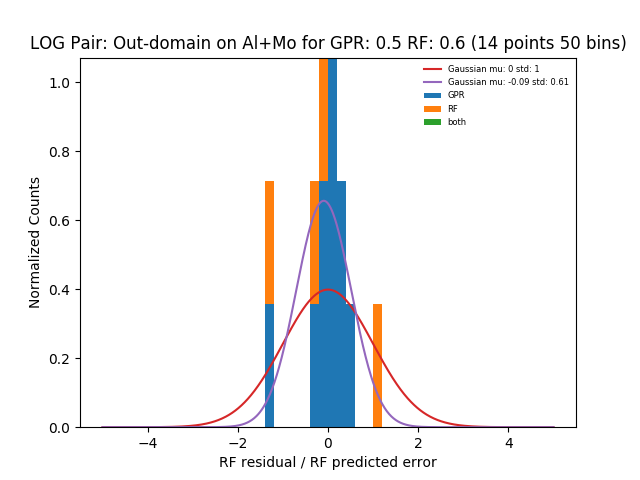 LOG Pair: Out-domain on Al+Mo for GPR: 0.5 RF: 0.6 (14 points 50 bins)
Gaussian mu: 0 std: 1
Gaussian mu: -0.09 std: 0.61
GPR
RF
both
Normalized Counts
1.0
0.8
0.6
0.4
0.2
0.0
−4 −2 0 2 4
RF residual / RF predicted error